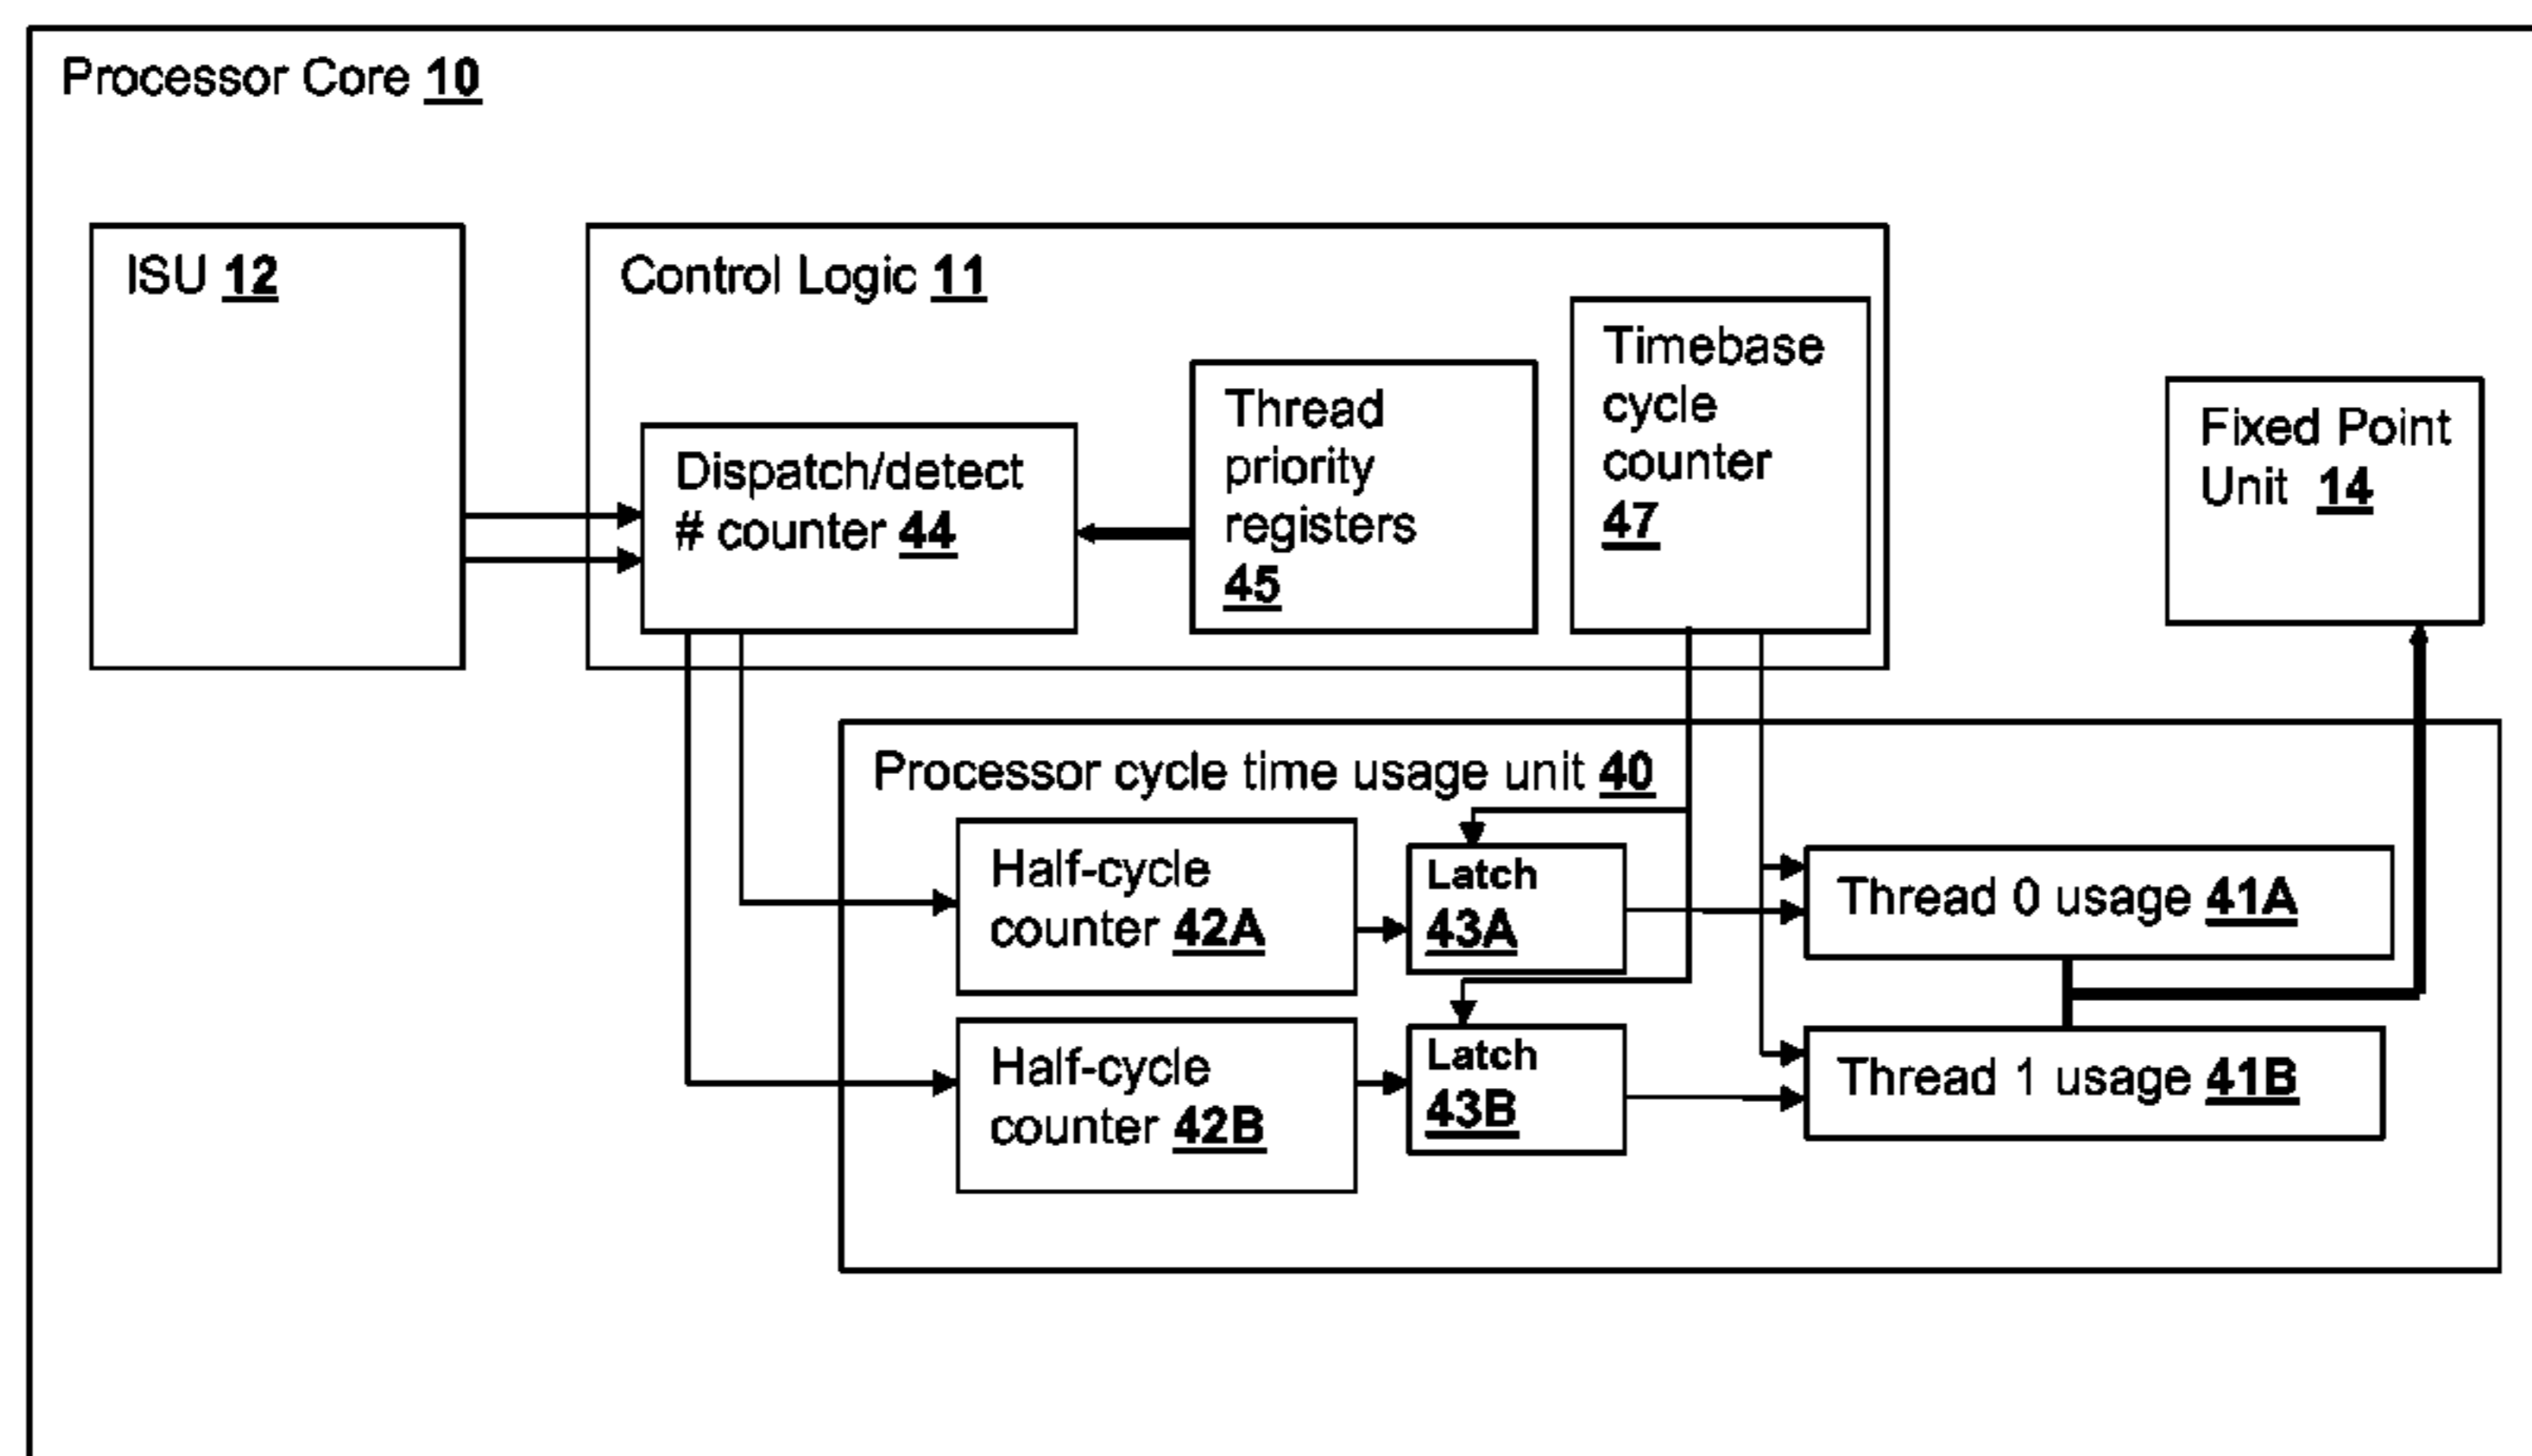 Processor Core 10
ISU 12
Control Logic 11
Dispatch/detect
# counter 44
Thread
priority
registers
45
Timebase
cycle
counter
47
Fixed Point
Unit 14
Processor cycle time usage unit 40
Half-cycle
counter 42A
Latch
43A
Thread 0 usage 41A
Half-cycle
counter 42B
Latch
43B
Thread 1 usage 41B